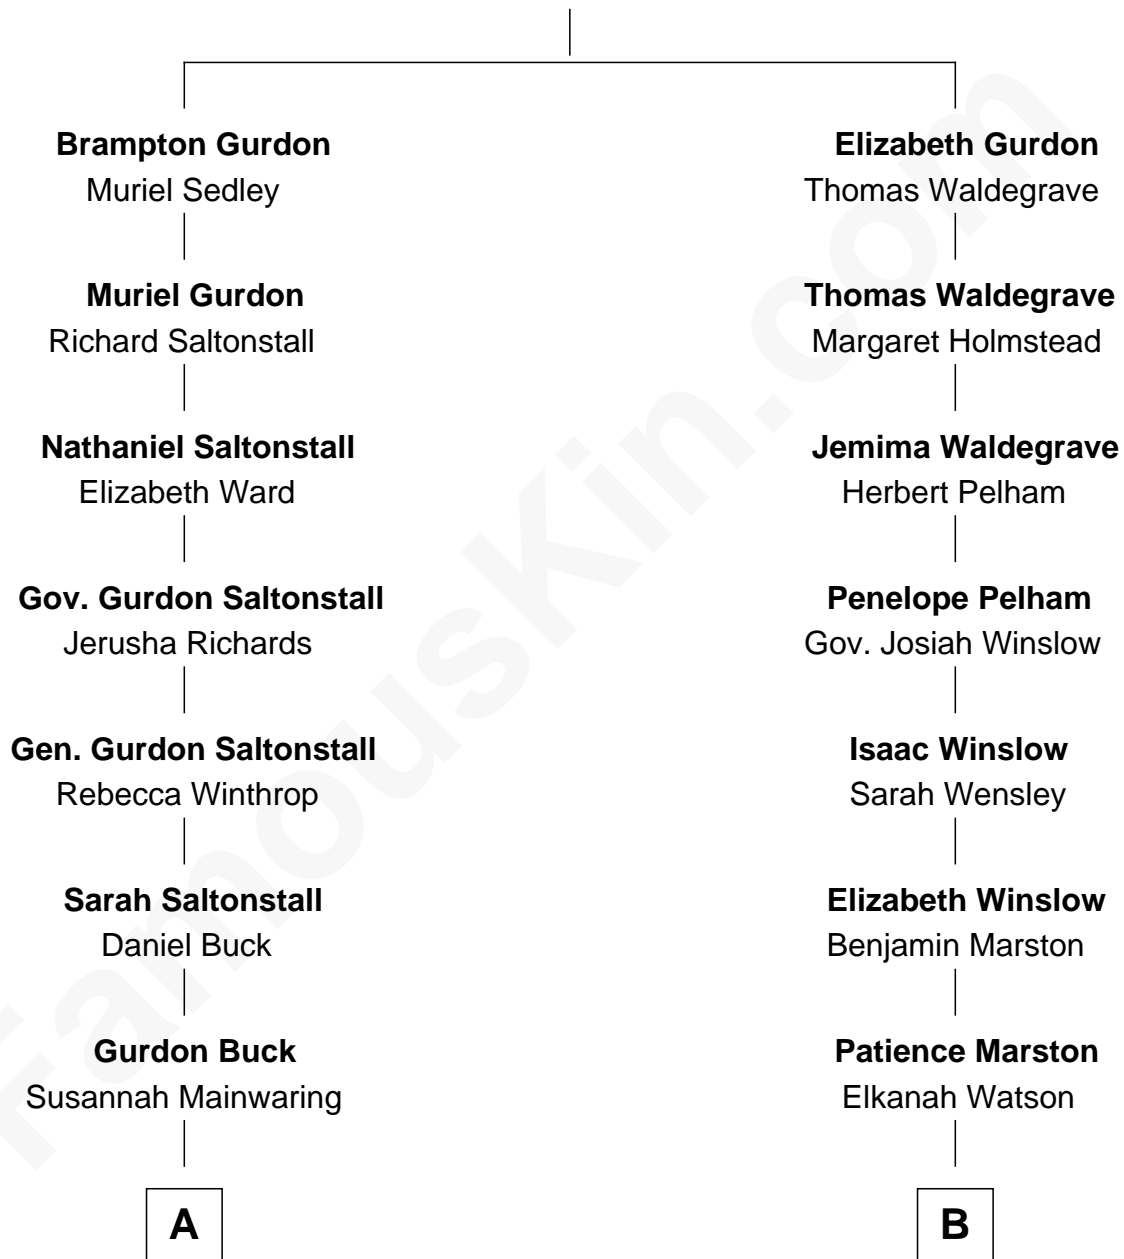 Brampton Gurdon
Muriel Sedley
Muriel Gurdon
Richard Saltonstall
Nathaniel Saltonstall
Elizabeth Ward
Gov. Gurdon Saltonstall
Jerusha Richards
Gen. Gurdon Saltonstall
Rebecca Winthrop
Sarah Saltonstall
Daniel Buck
Gurdon Buck
Susannah Mainwaring
A
Elizabeth Gurdon
Thomas Waldegrave
Thomas Waldegrave
Margaret Holmstead
Jemima Waldegrave
Herbert Pelham
Penelope Pelham
Gov. Josiah Winslow
Isaac Winslow
Sarah Wensley
Elizabeth Winslow
Benjamin Marston
Patience Marston
Elkanah Watson
B
FamousKin.com